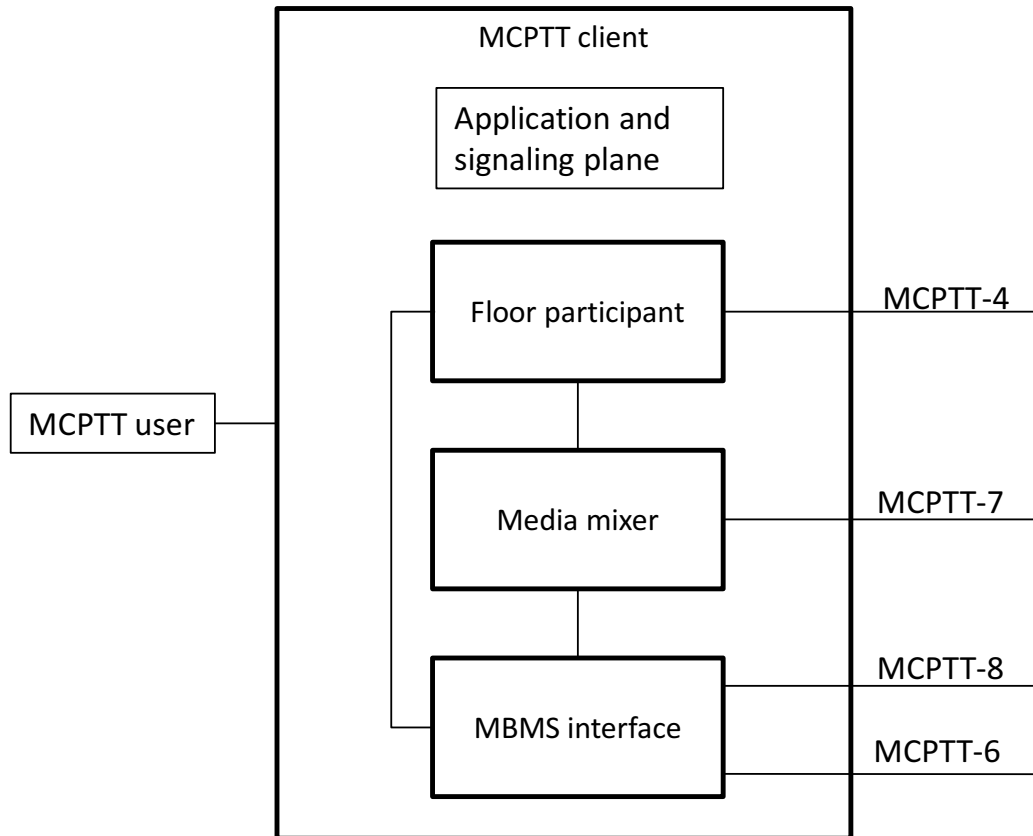 MCPTT client
Application and
signaling plane
Floor participant
MCPTT-4
MCPTT user
Media mixer
MCPTT-7
MBMS interface
MCPTT-8
MCPTT-6